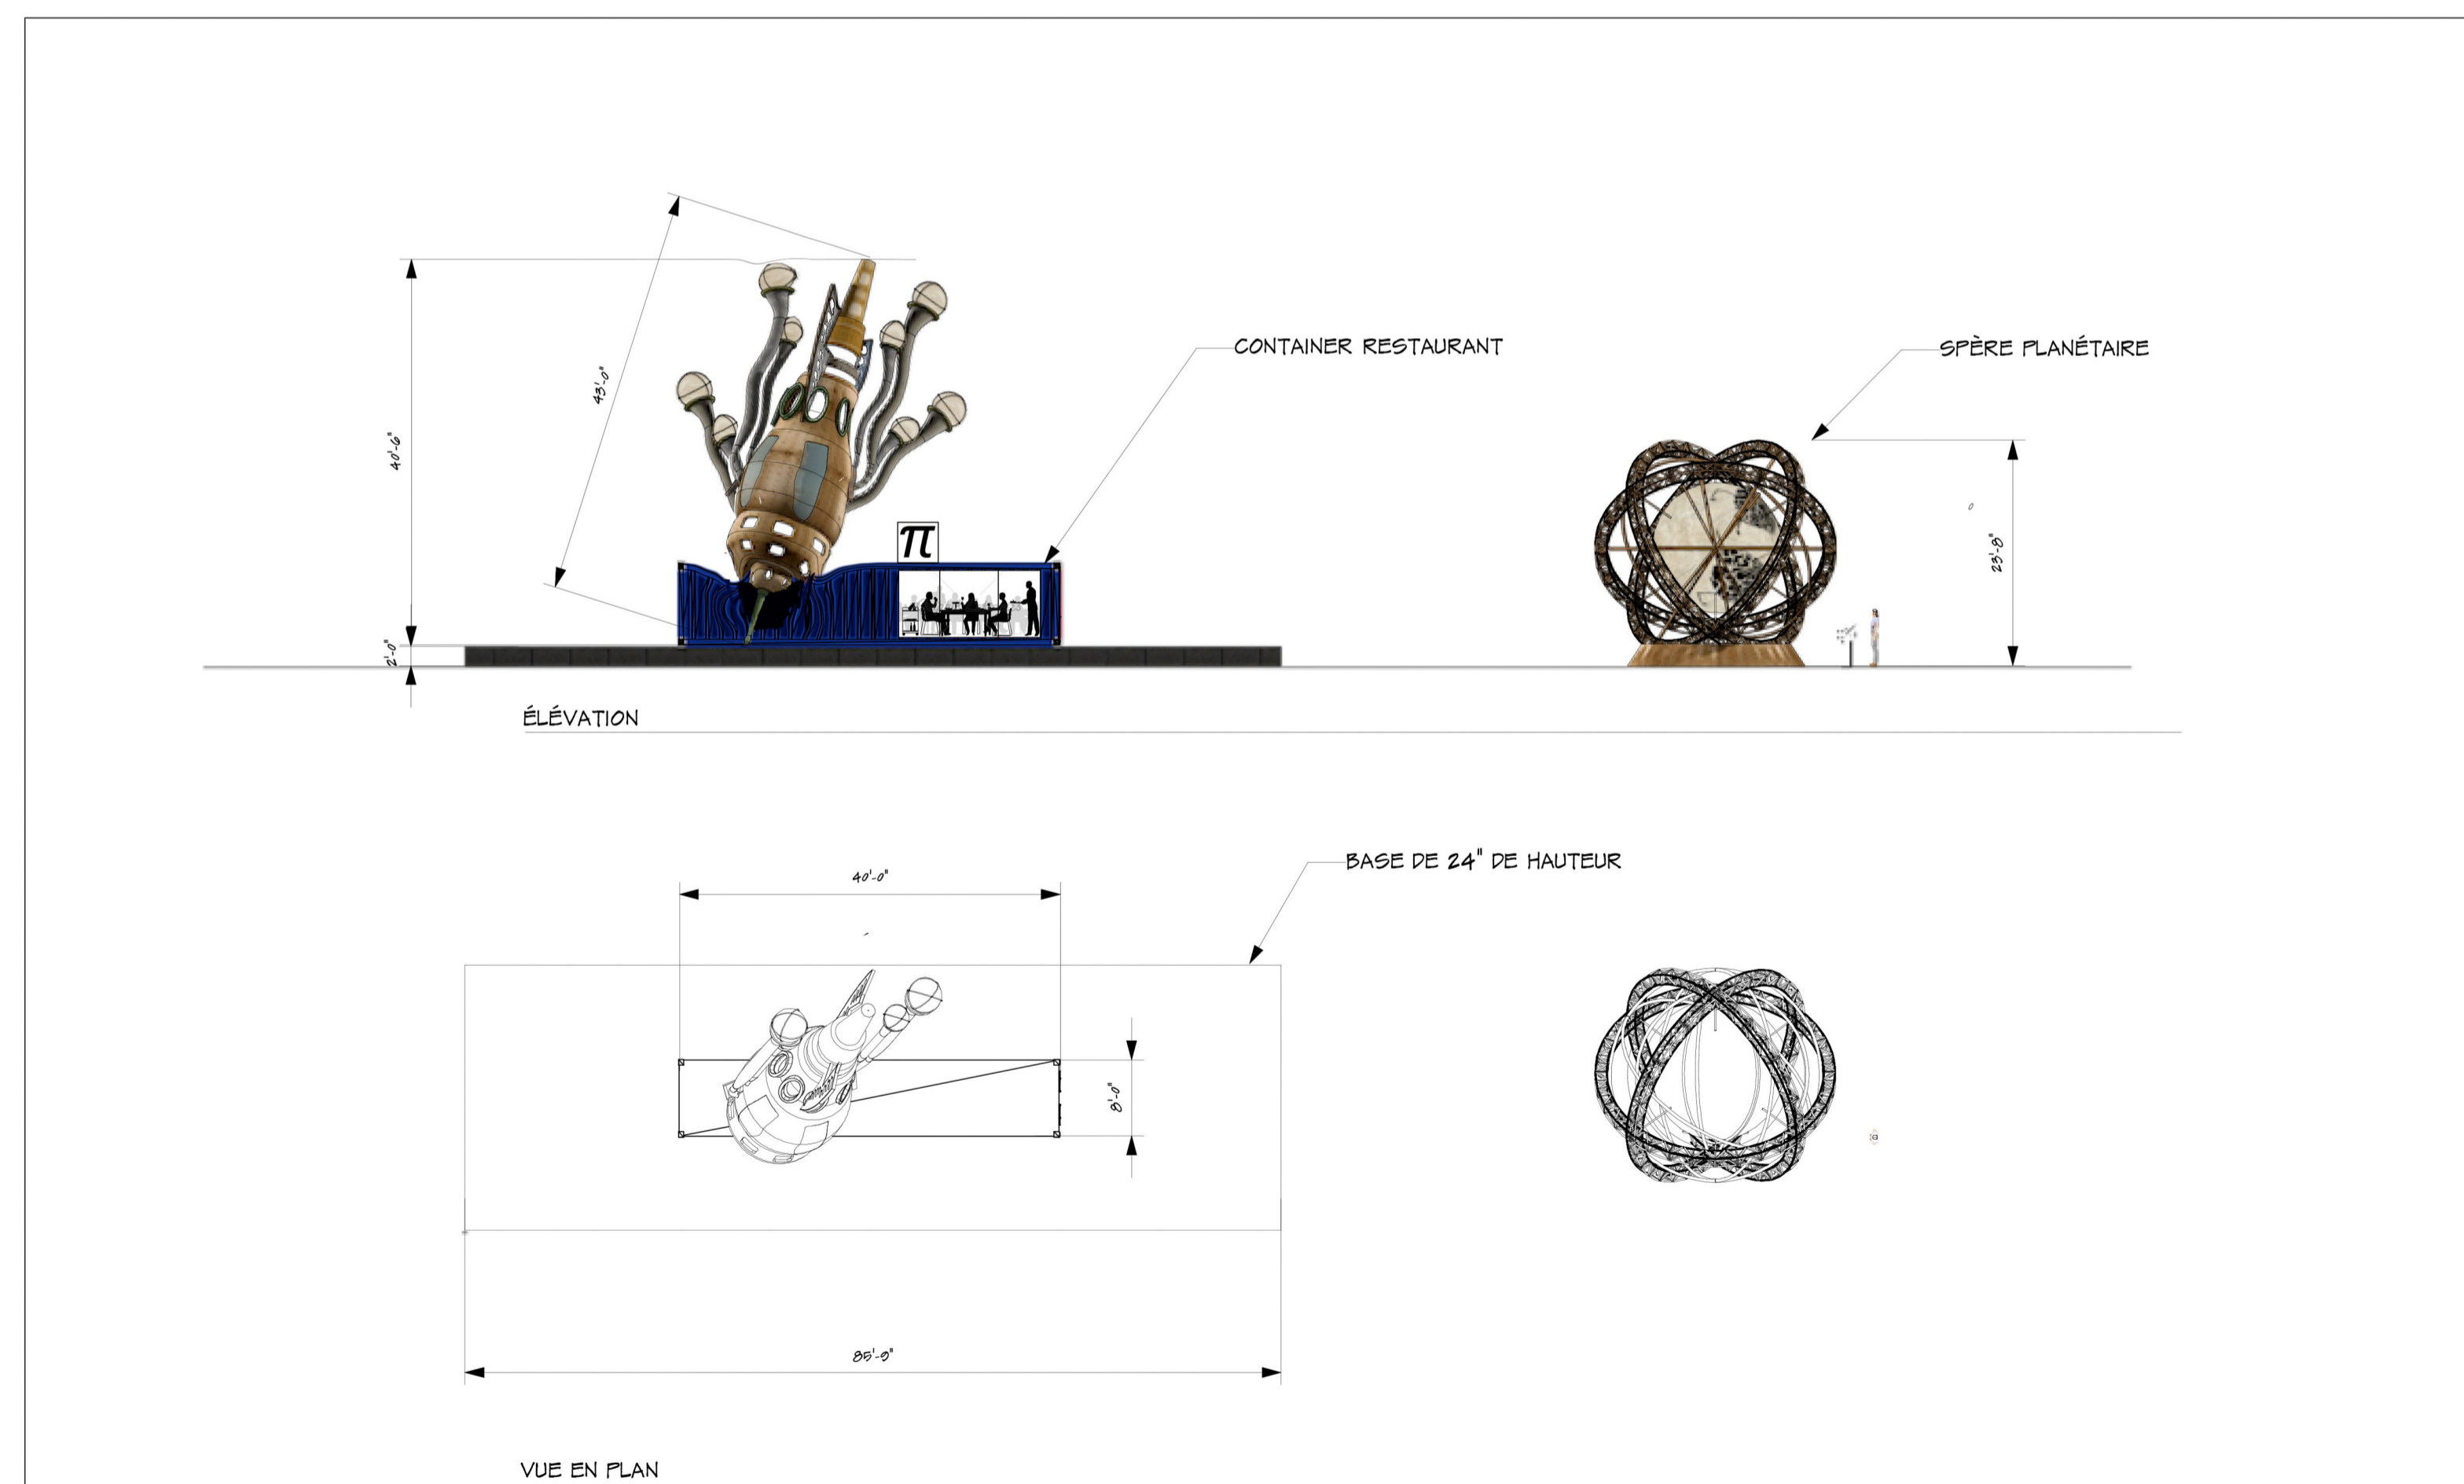 43'-0"
40'-6"
2'-0"
π
CONTAINER RESTAURANT
SPÈRE PLANÉTAIRE
23'-8"
ÉLÉVATION
BASE DE 24" DE HAUTEUR
40'-0"
8'-0"
85'-9"
VUE EN PLAN